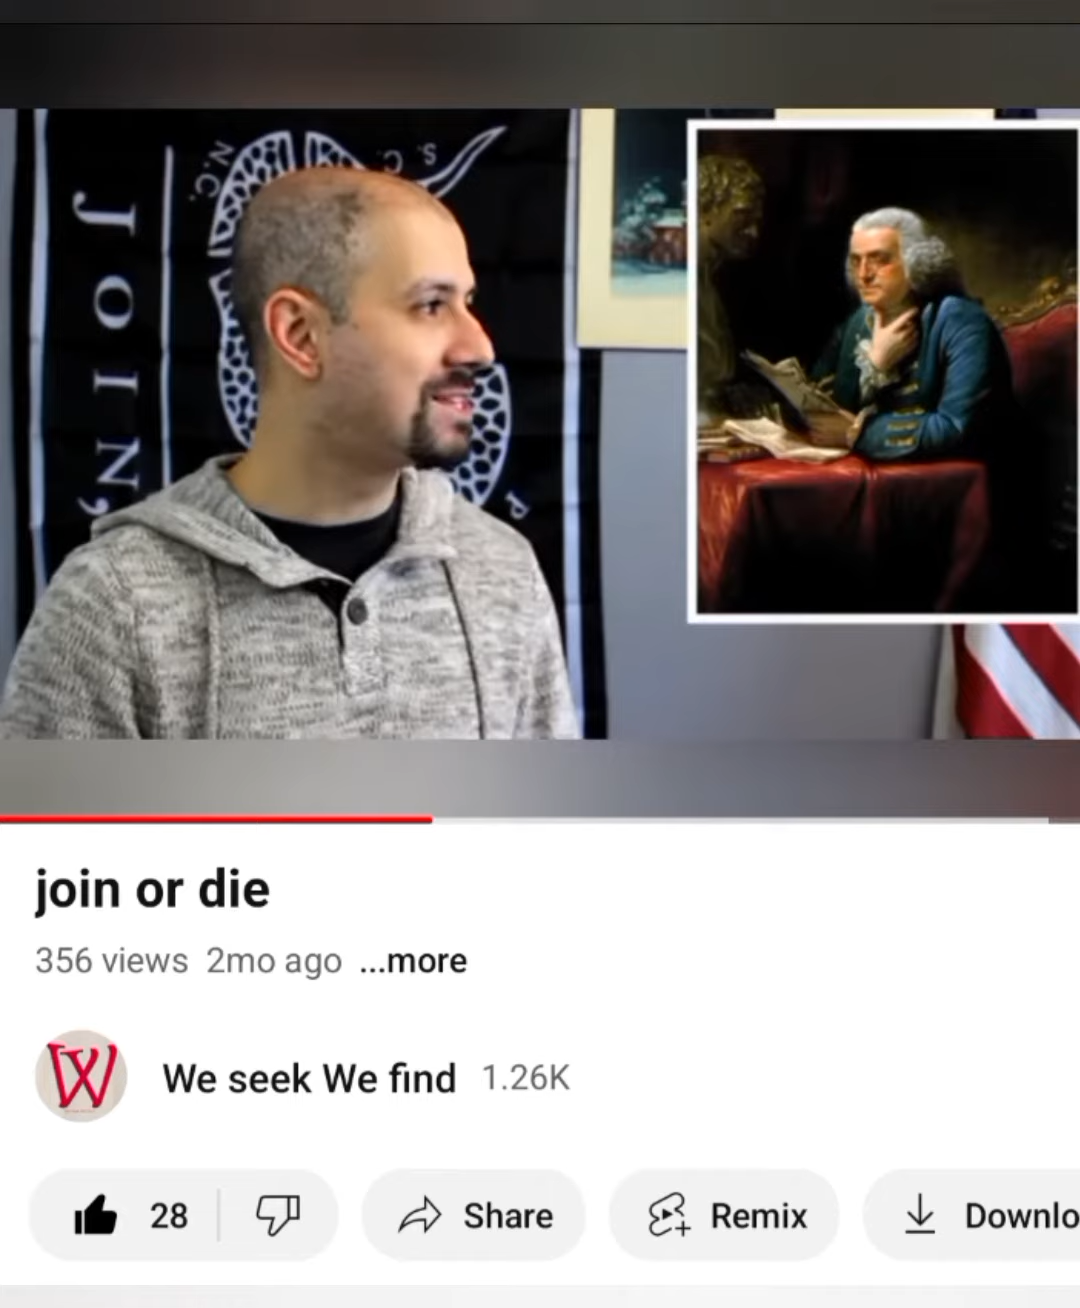 N.C.
S.C.
JOIN,
P
join or die
356 views 2mo ago ...more
W
We seek We find 1.26K
28 Share Remix Downlo